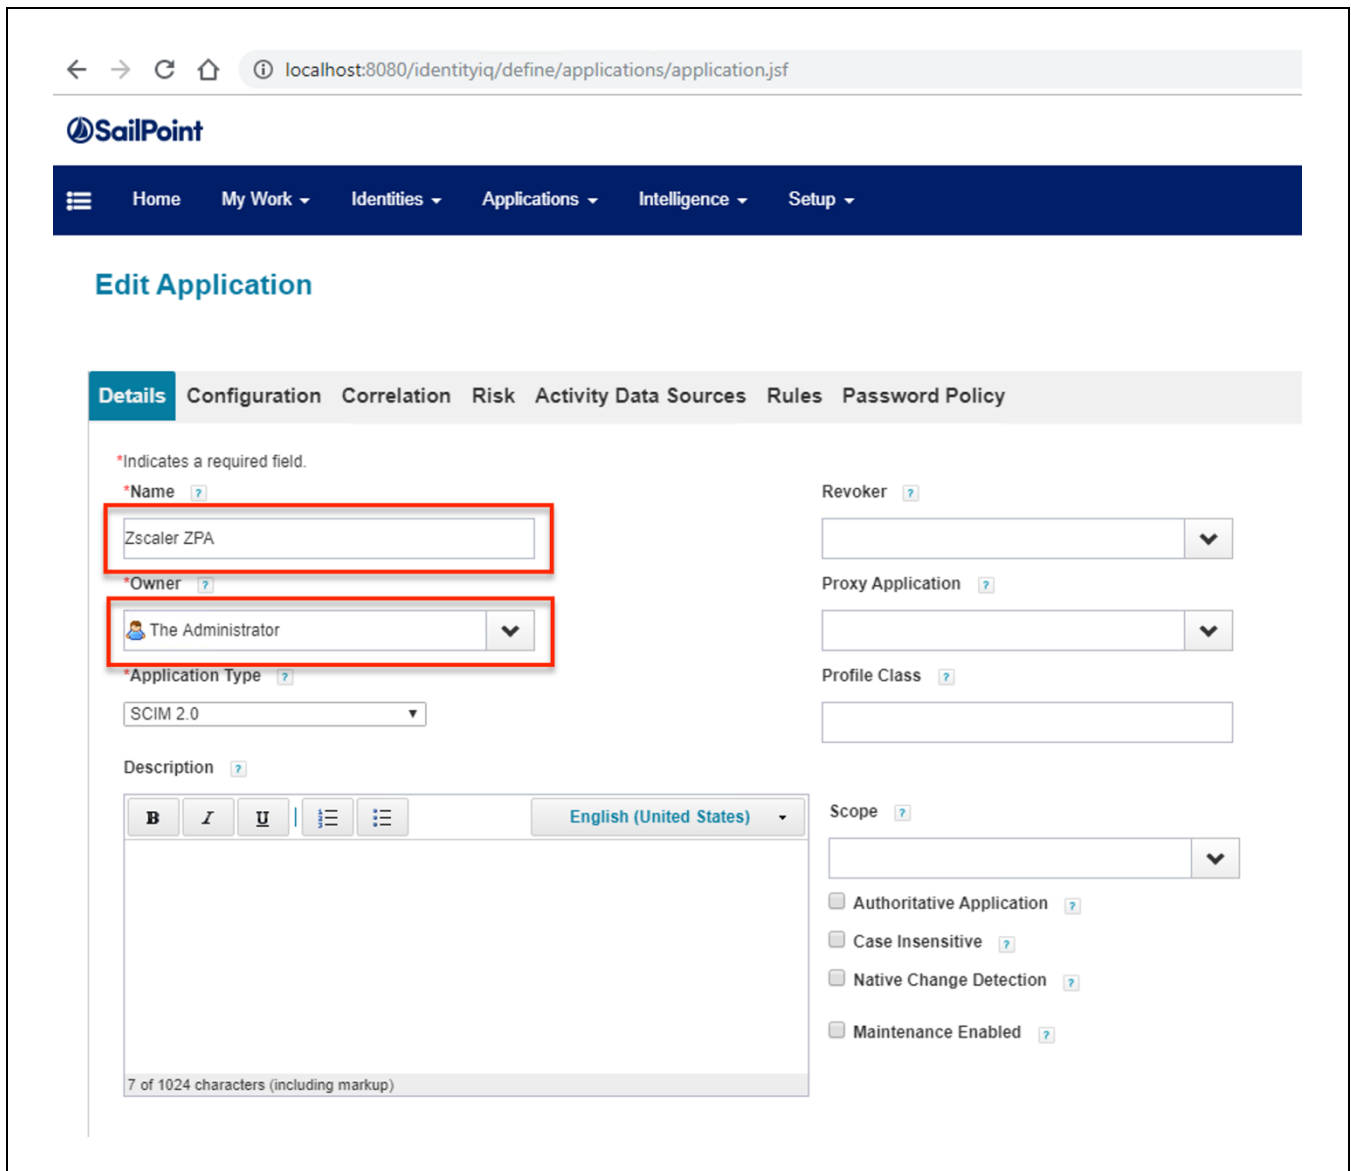 localhost:8080/identityiq/define/applications/application.jsf
SailPoint
Home My Work Identities Applications Intelligence Setup
Edit Application
Details Configuration Correlation Risk Activity Data Sources Rules Password Policy
*Indicates a required field.
*Name ? Revoker ?
Zscaler ZPA
*Owner ? Proxy Application ?
The Administrator
*Application Type ? Profile Class ?
SCIM 2.0
Description ?
B I U English (United States) Scope ?
Authoritative Application ?
Case Insensitive ?
Native Change Detection ?
Maintenance Enabled ?
7 of 1024 characters (including markup)